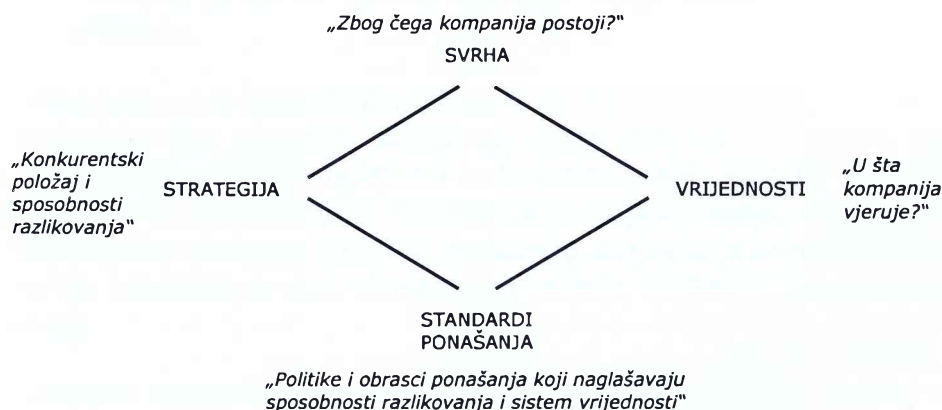 „Zbog čega kompanija postoji?“
SVRHA
„Konkurentski
položaj i
sposobnosti
razlikovanja“
STRATEGIJA
VRIJEDNOSTI
„U šta
kompanija
vjeruje?“
STANDARDI
PONAŠANJA
„Politike i obrasci ponašanja koji naglašavaju
sposobnosti razlikovanja i sistem vrijednosti“